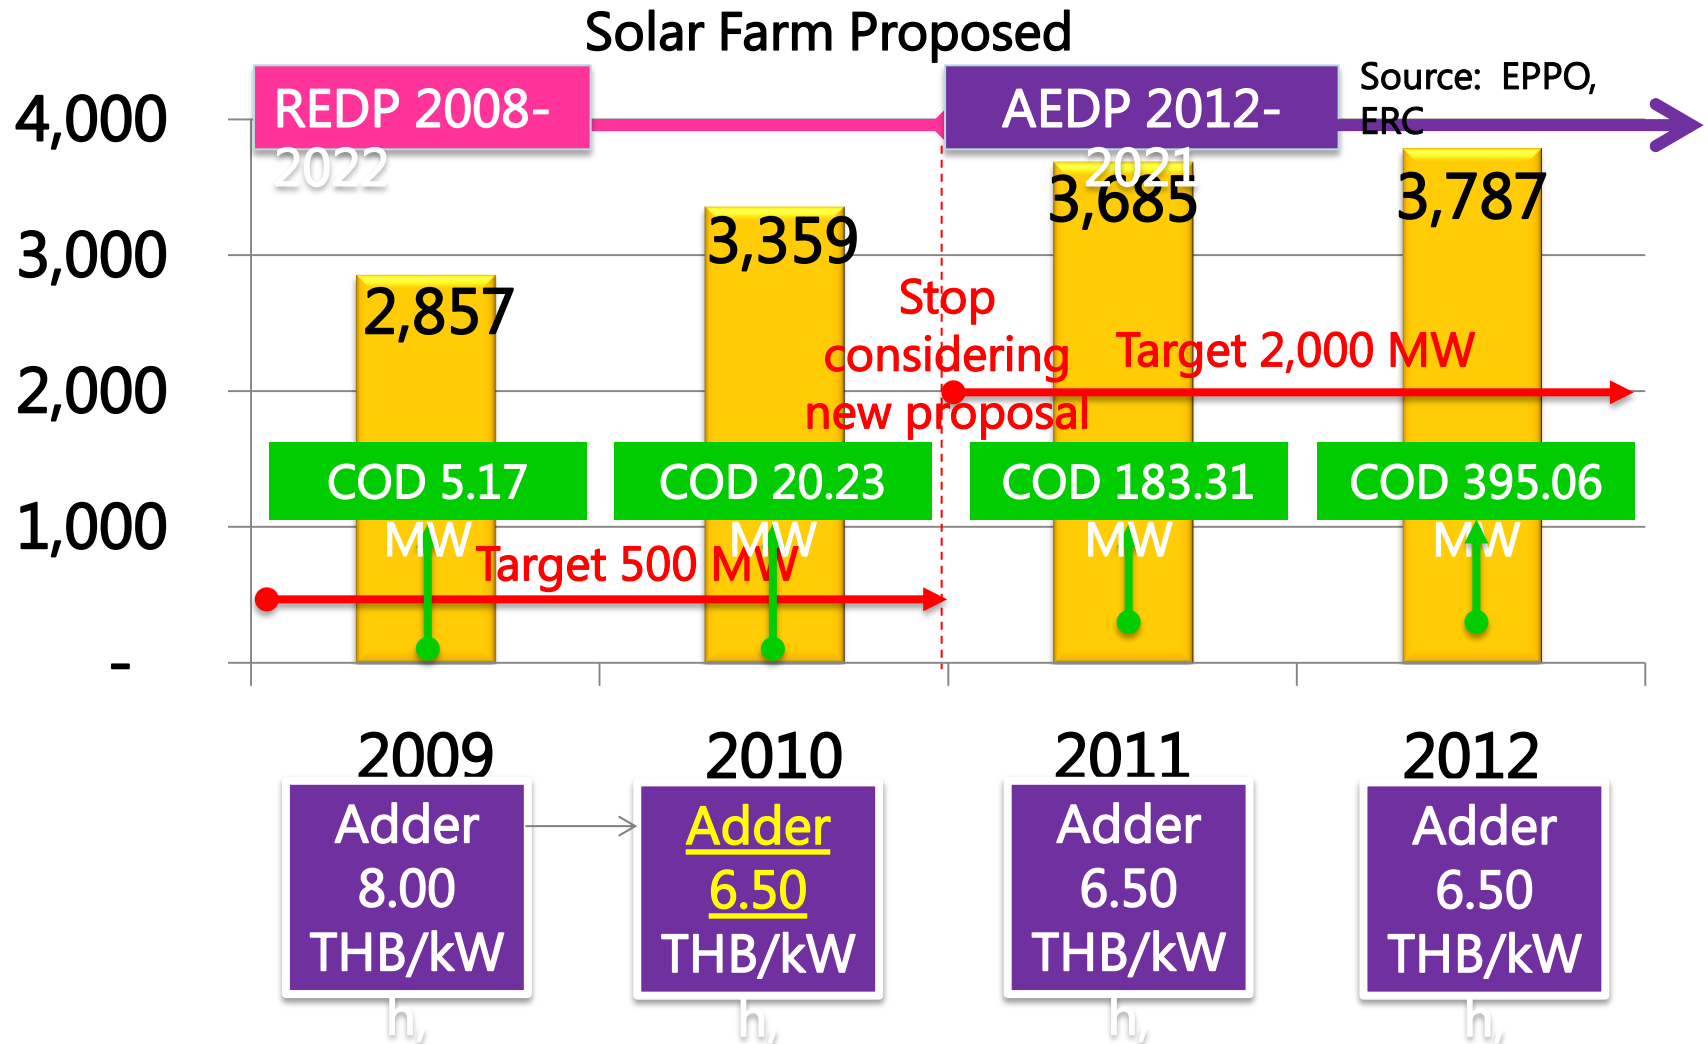 Solar Farm Proposed
REDP 2008-
2022
AEDP 2012-
2021
Source: EPPO,
ERC
4,000
3,000
2,000
1,000
-
2,857
3,359
3,685
3,787
Stop
considering
new proposal
Target 2,000 MW
COD 5.17
MW
COD 20.23
MW
COD 183.31
MW
COD 395.06
MW
Target 500 MW
2009
2010
2011
2012
Adder
8.00
THB/kW
h,
Adder
6.50
THB/kW
h,
Adder
6.50
THB/kW
h,
Adder
6.50
THB/kW
h,